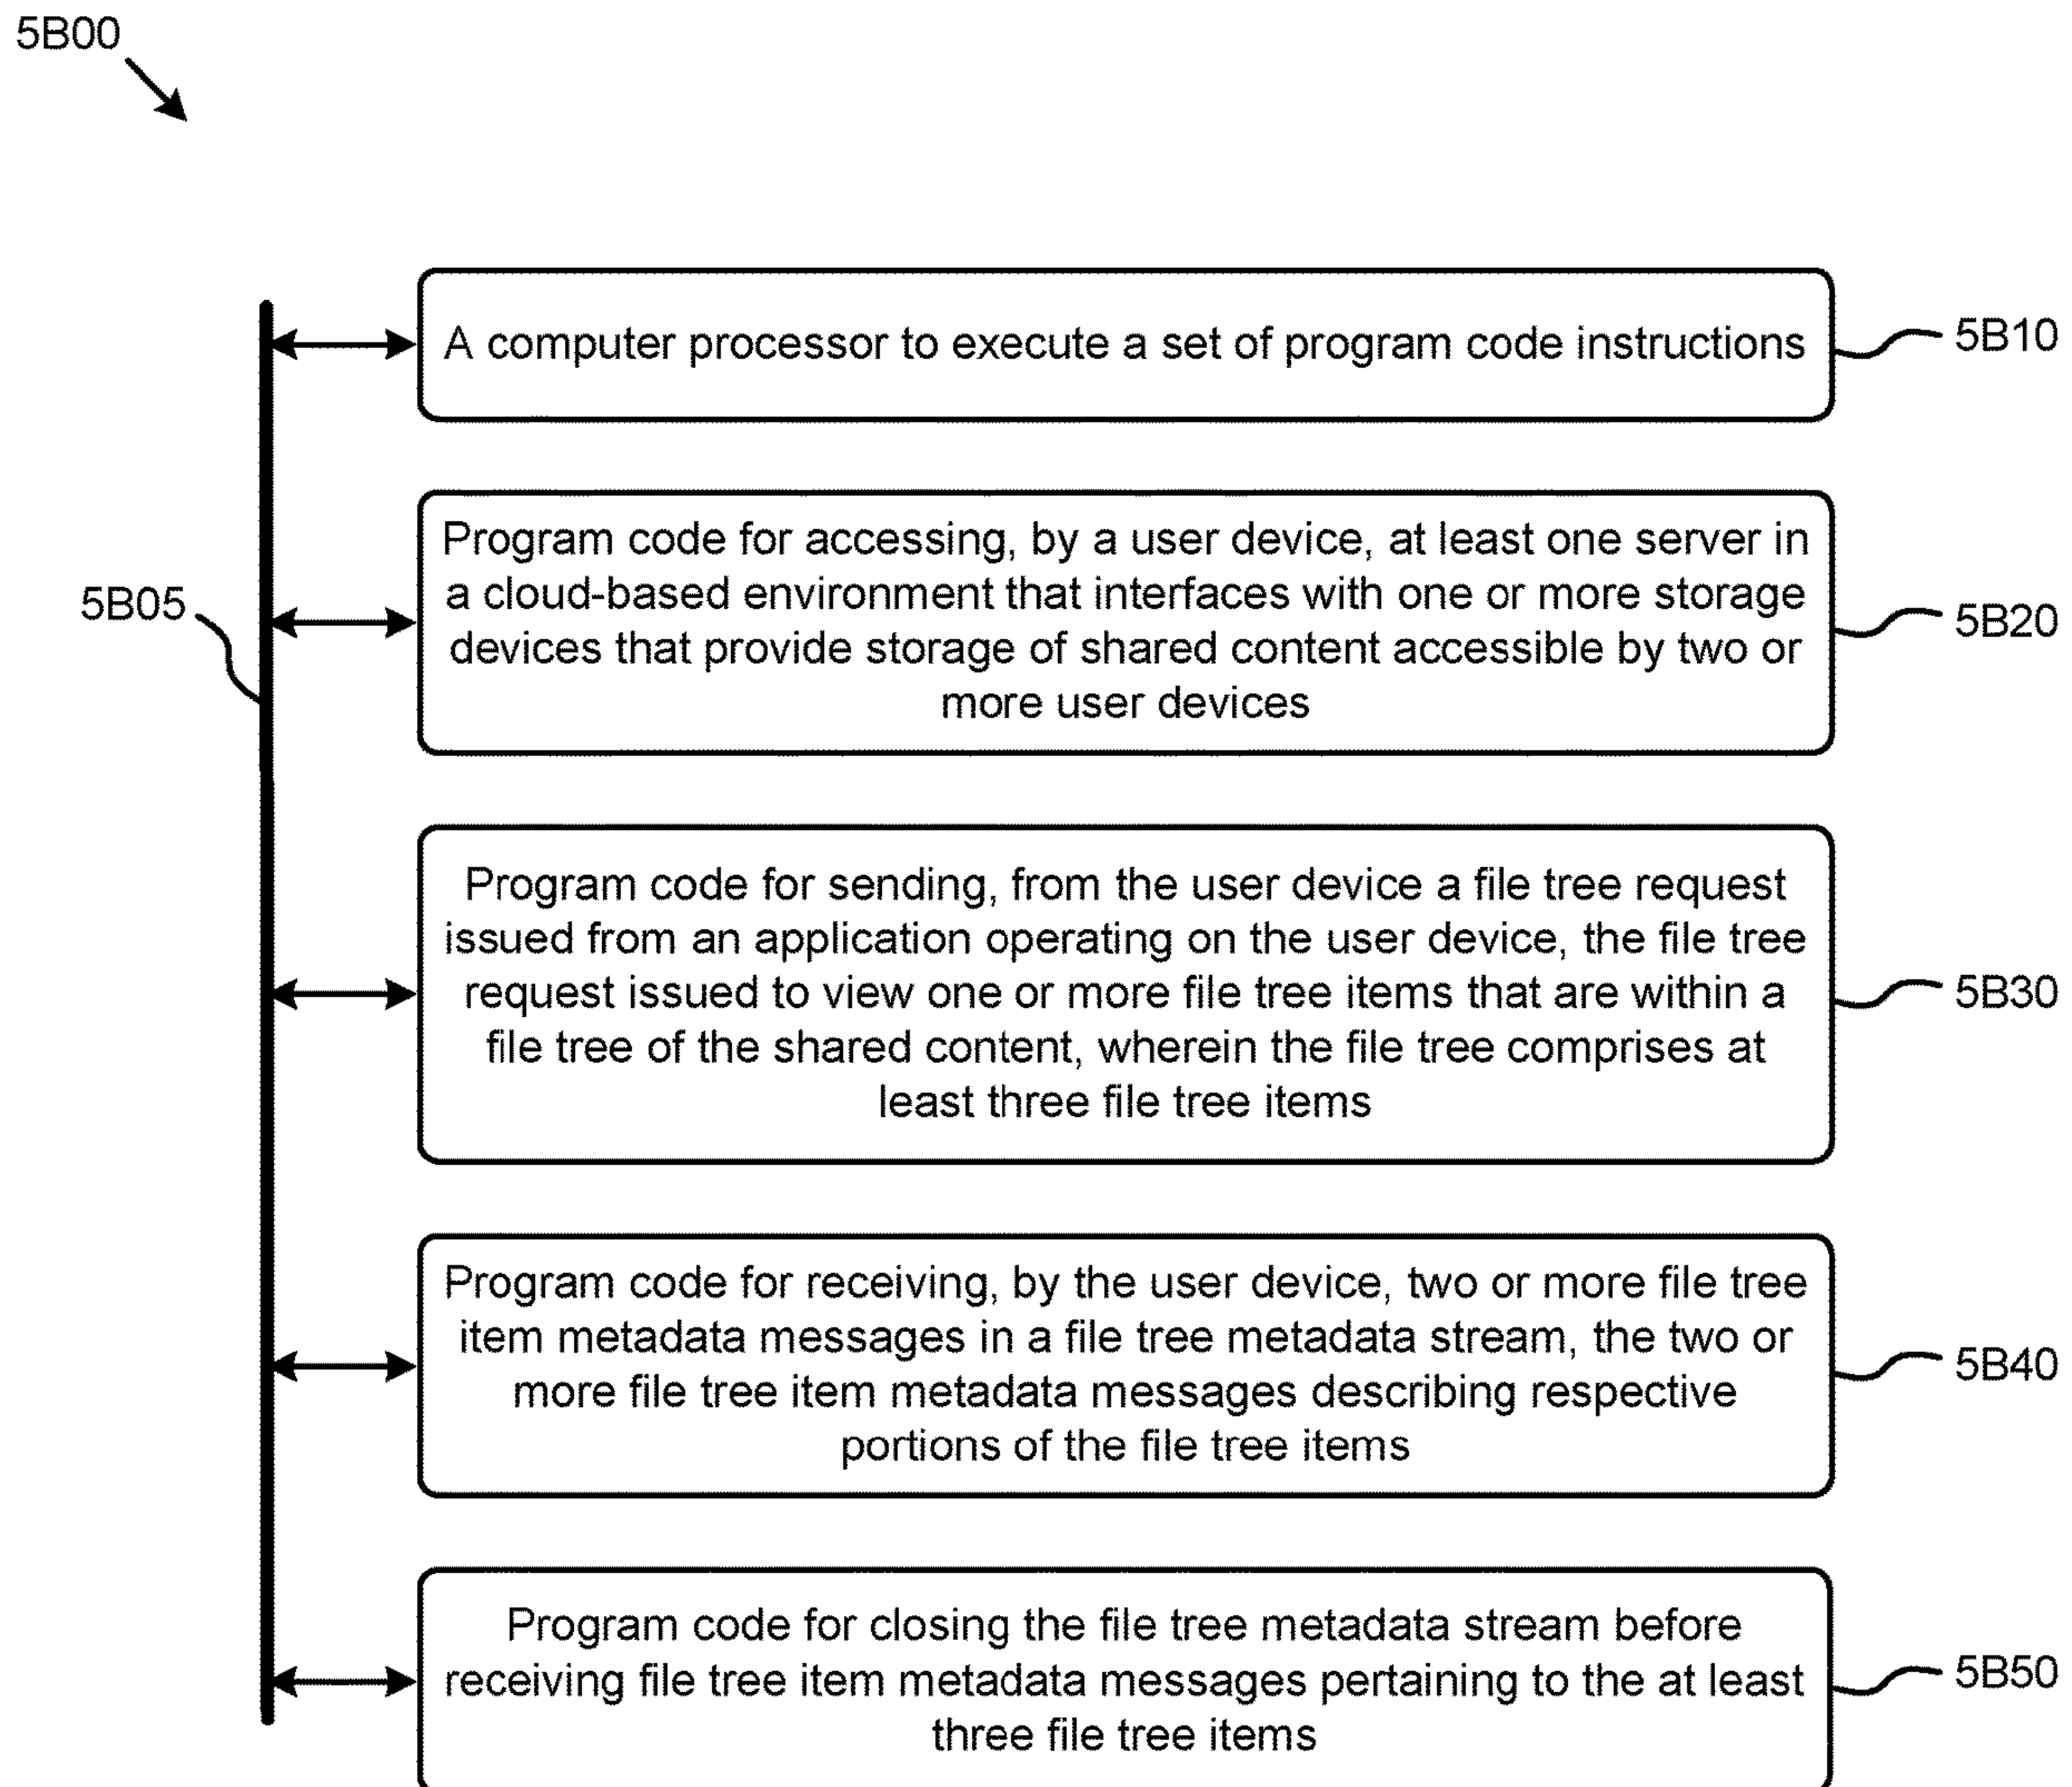 5B00
A computer processor to execute a set of program code instructions
5B10
Program code for accessing, by a user device, at least one server in
a cloud-based environment that interfaces with one or more storage
devices that provide storage of shared content accessible by two or
more user devices
5B05
5B20
Program code for sending, from the user device a file tree request
issued from an application operating on the user device, the file tree
request issued to view one or more file tree items that are within a
file tree of the shared content, wherein the file tree comprises at
least three file tree items
5B30
Program code for receiving, by the user device, two or more file tree
item metadata messages in a file tree metadata stream, the two or
more file tree item metadata messages describing respective
portions of the file tree items
5B40
Program code for closing the file tree metadata stream before
receiving file tree item metadata messages pertaining to the at least
three file tree items
5B50